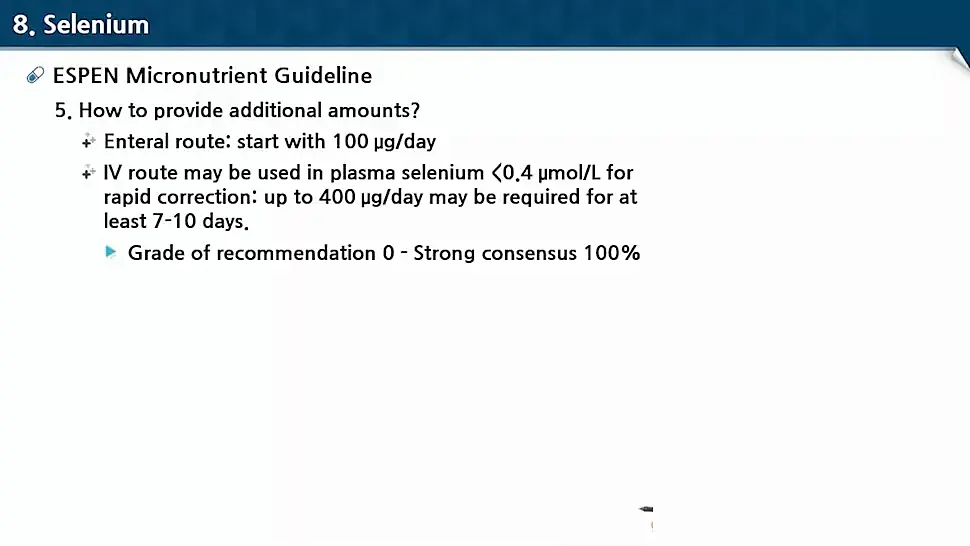 8. Selenium
ESPEN Micronutrient Guideline
5. How to provide additional amounts?
Enteral route: start with 100 µg/day
IV route may be used in plasma selenium <0.4 µmol/L for
rapid correction: up to 400 µg/day may be required for at
least 7-10 days.
Grade of recommendation 0 - Strong consensus 100%